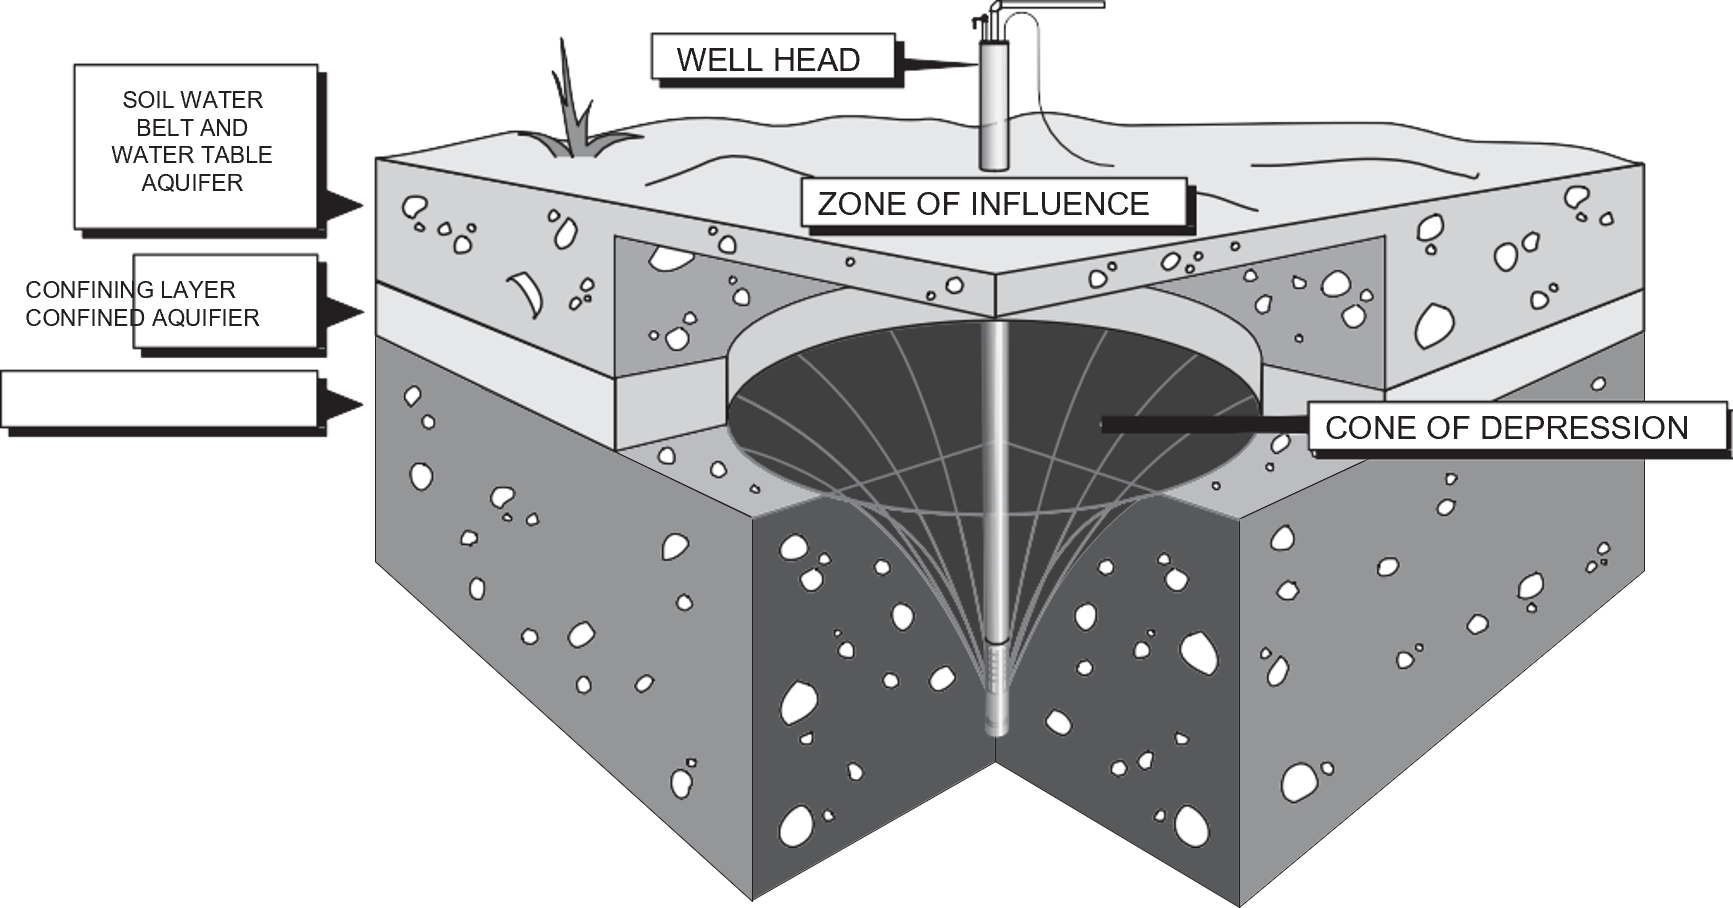 WELL HEAD
SOIL WATER
BELT AND
WATER TABLE
AQUIFER
ZONE OF INFLUENCE
CONFINING LAYER
CONFINED AQUIFIER
CONE OF DEPRESSION